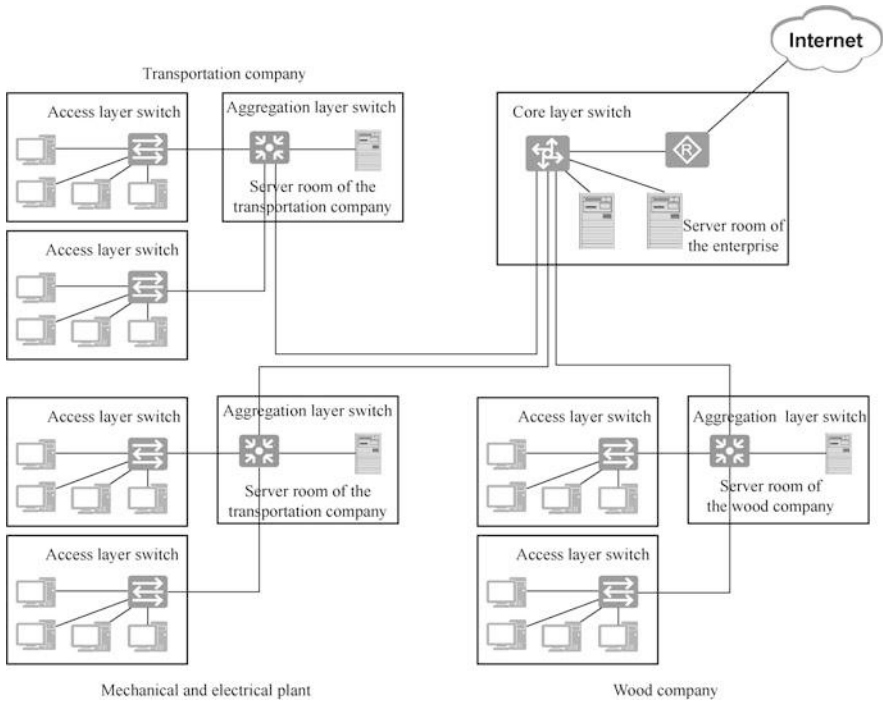 Internet
Transportation company
Access layer switch
Aggregation layer switch
Core layer switch
R
Server room of the
transportation company
Server room of
the enterprise
Access layer switch
Access layer switch
Aggregation layer switch
Server room of the
transportation company
Access layer switch
Access layer switch
Aggregation layer switch
Server room of
the wood company
Access layer switch
Mechanical and electrical plant
Wood company